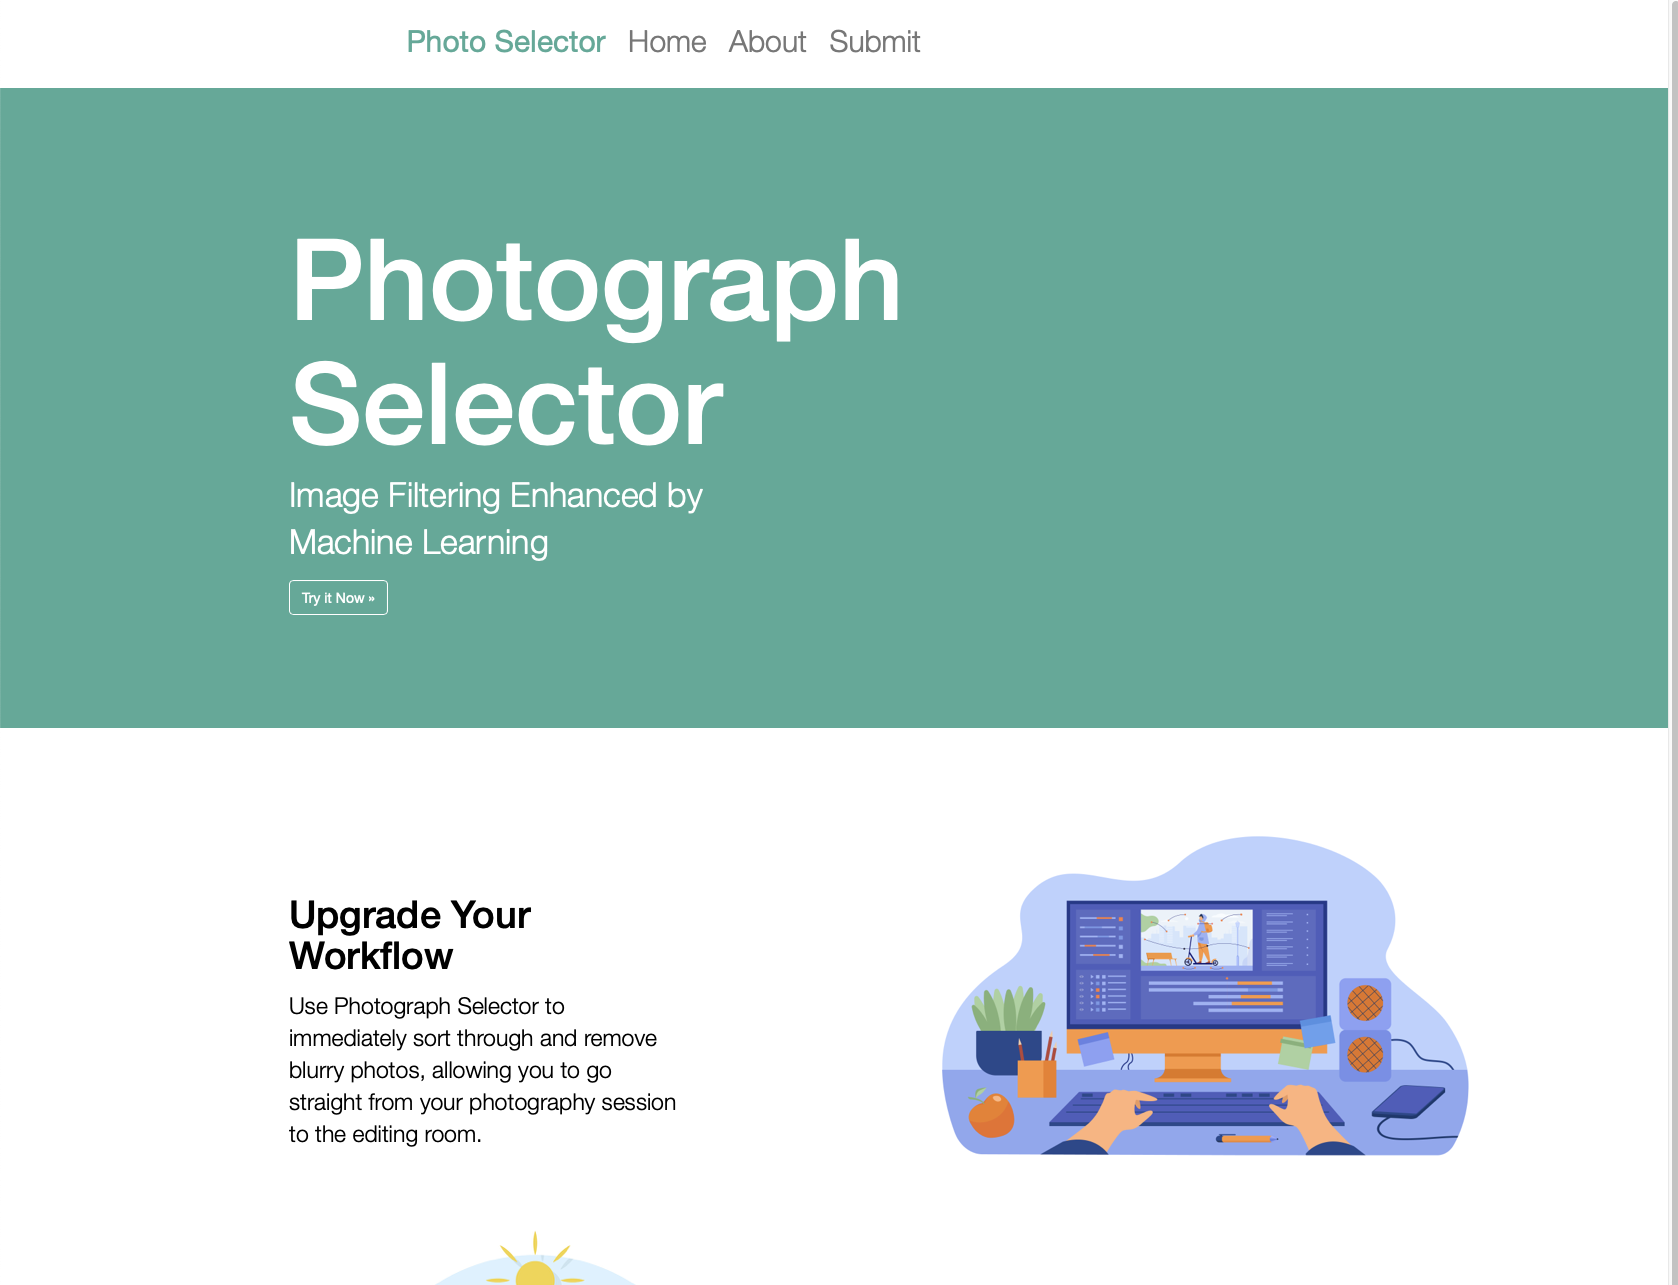 Photo Selector Home About Submit
Photograph
Selector
Image Filtering Enhanced by
Machine Learning
Try it Now »
Upgrade Your
Workflow
Use Photograph Selector to
immediately sort through and remove
blurry photos, allowing you to go
straight from your photography session
to the editing room.